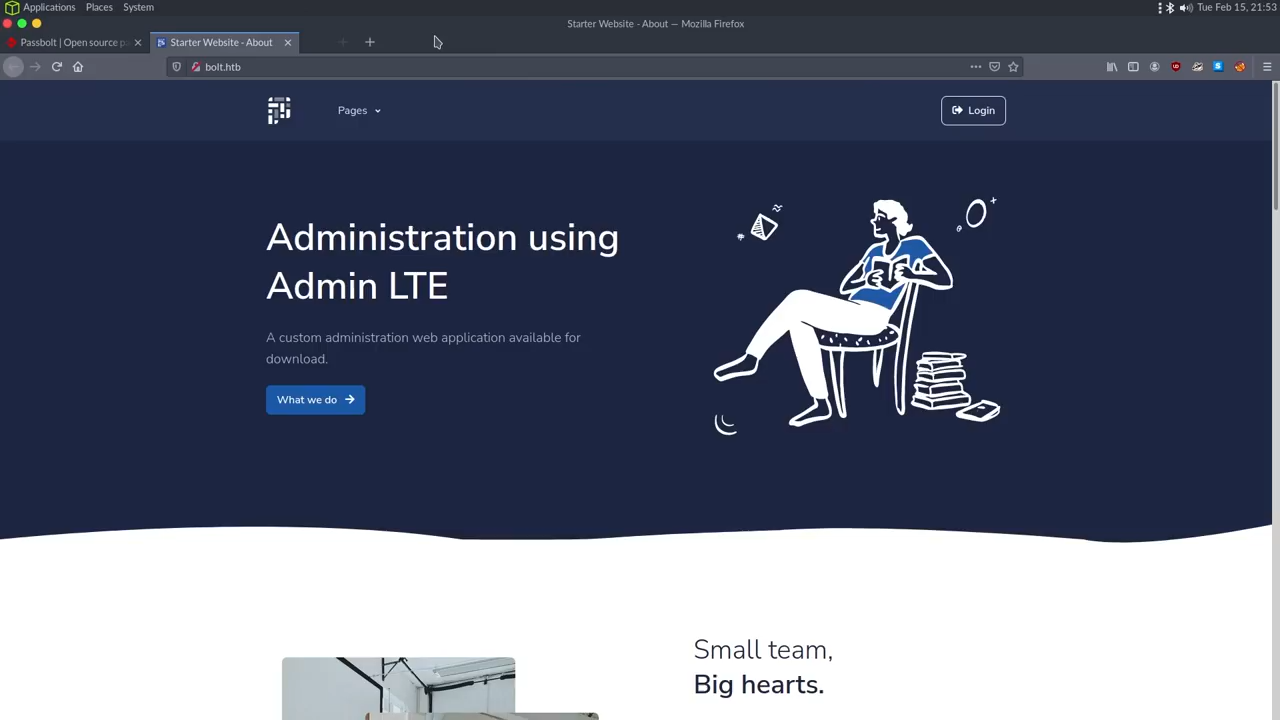 Applications Places System
Tue Feb 15, 21:53
Starter Website - About — Mozilla Firefox
Passbolt | Open source p
Starter Website - About
bolt.htb
Pages
Login
Administration using
Admin LTE
A custom administration web application available for
download.
What we do
Small team,
Big hearts.